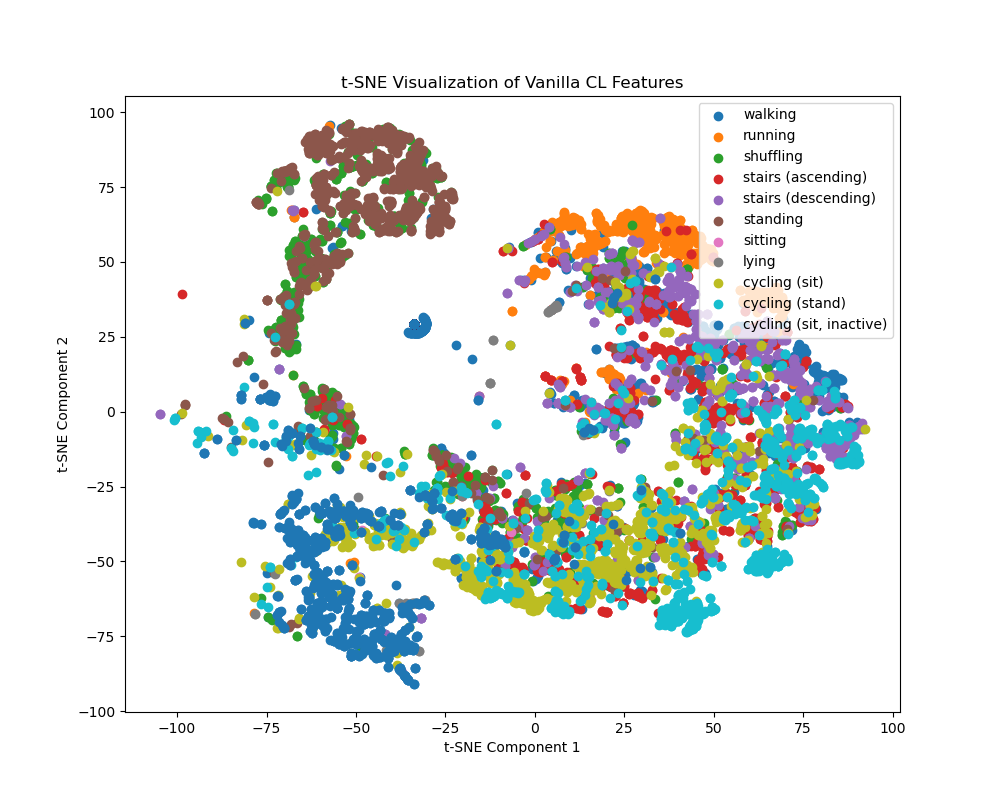 t-SNE Visualization of Vanilla CL Features
walking
running
shuffling
stairs (ascending)
stairs (descending)
standing
sitting
lying
cycling (sit)
cycling (stand)
cycling (sit, inactive)
100
75
50
25
0
−25
−50
−75
−100
t-SNE Component 2
−100
−75
−50
−25
0
25
50
75
100
t-SNE Component 1